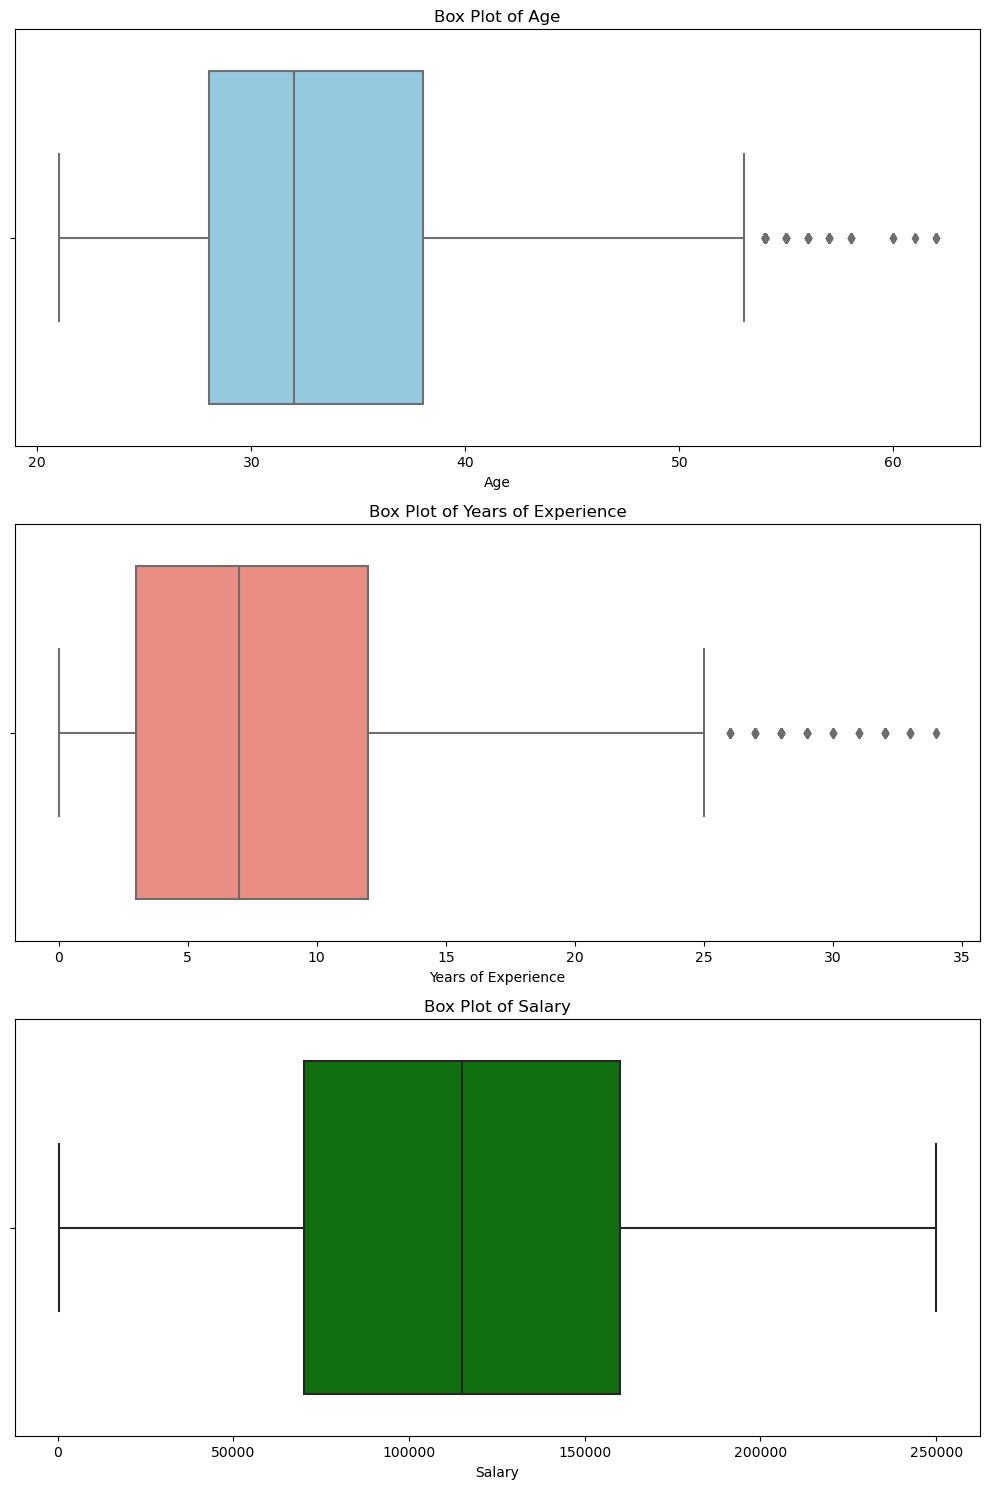 Box Plot of Age
20 30 40 50 60
Age
Box Plot of Years of Experience
0 5 10 15 20 25 30 35
Years of Experience
Box Plot of Salary
0 50000 100000 150000 200000 250000
Salary